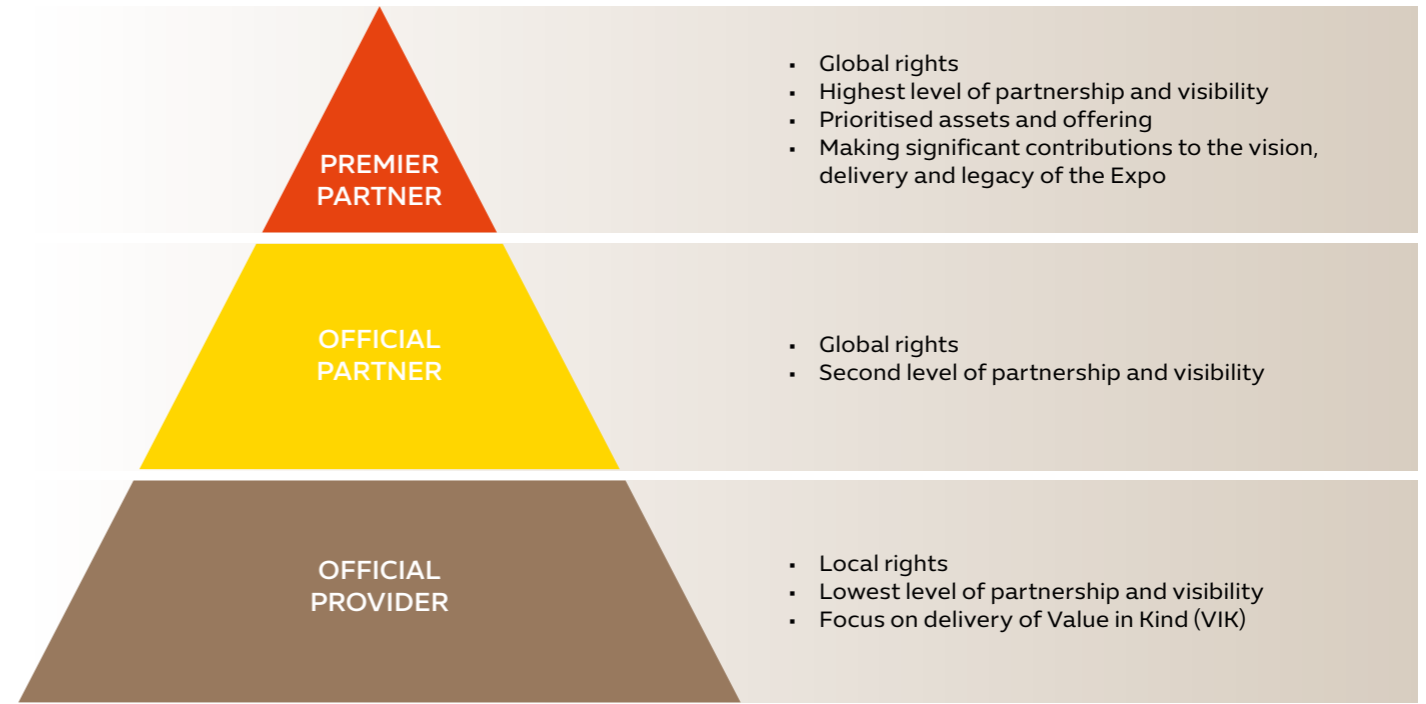 PREMIER
PARTNER
▪ Global rights
▪ Highest level of partnership and visibility
▪ Prioritised assets and offering
▪ Making significant contributions to the vision,
delivery and legacy of the Expo
OFFICIAL
PARTNER
▪ Global rights
▪ Second level of partnership and visibility
OFFICIAL
PROVIDER
▪ Local rights
▪ Lowest level of partnership and visibility
▪ Focus on delivery of Value in Kind (VIK)